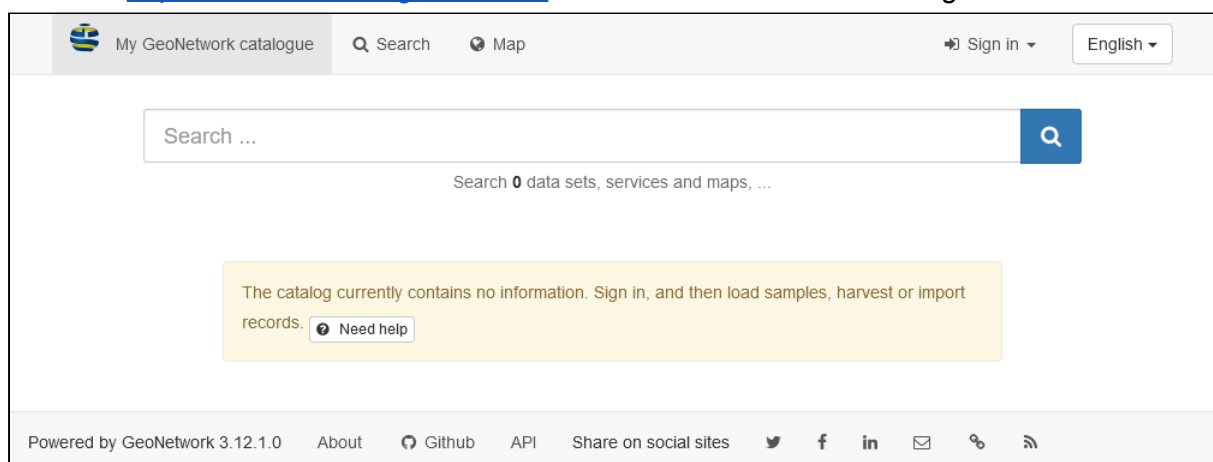 My GeoNetwork catalogue Search Map Sign in English
Search ...
Search 0 data sets, services and maps, ...
The catalog currently contains no information. Sign in, and then load samples, harvest or import
records. Need help
Powered by GeoNetwork 3.12.1.0 About Github API Share on social sites